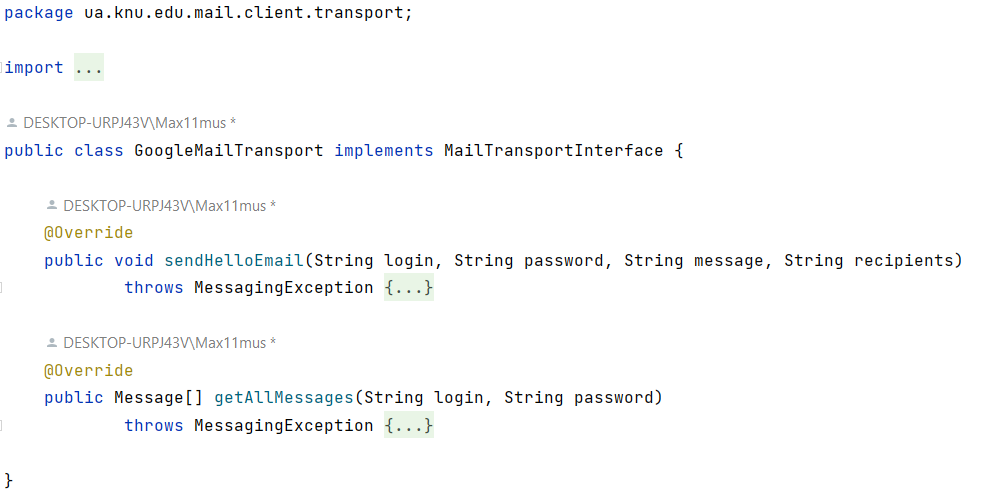 package ua.knu.edu.mail.client.transport;
import ...
DESKTOP-URPJ43V\Max11mus *
public class GoogleMailTransport implements MailTransportInterface {
DESKTOP-URPJ43V\Max11mus *
@Override
public void sendHelloEmail(String login, String password, String message, String recipients)
throws MessagingException {...}
DESKTOP-URPJ43V\Max11mus *
@Override
public Message[] getAllMessages(String login, String password)
throws MessagingException {...}
}